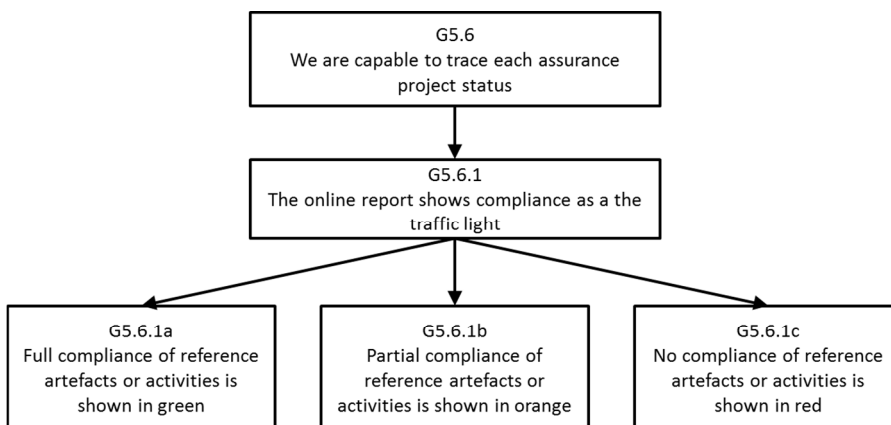 G5.6
We are capable to trace each assurance
project status
G5.6.1
The online report shows compliance as a the
traffic light
G5.6.1a
Full compliance of reference
artefacts or activities is
shown in green
G5.6.1b
Partial compliance of
reference artefacts or
activities is shown in orange
G5.6.1c
No compliance of reference
artefacts or activities is
shown in red